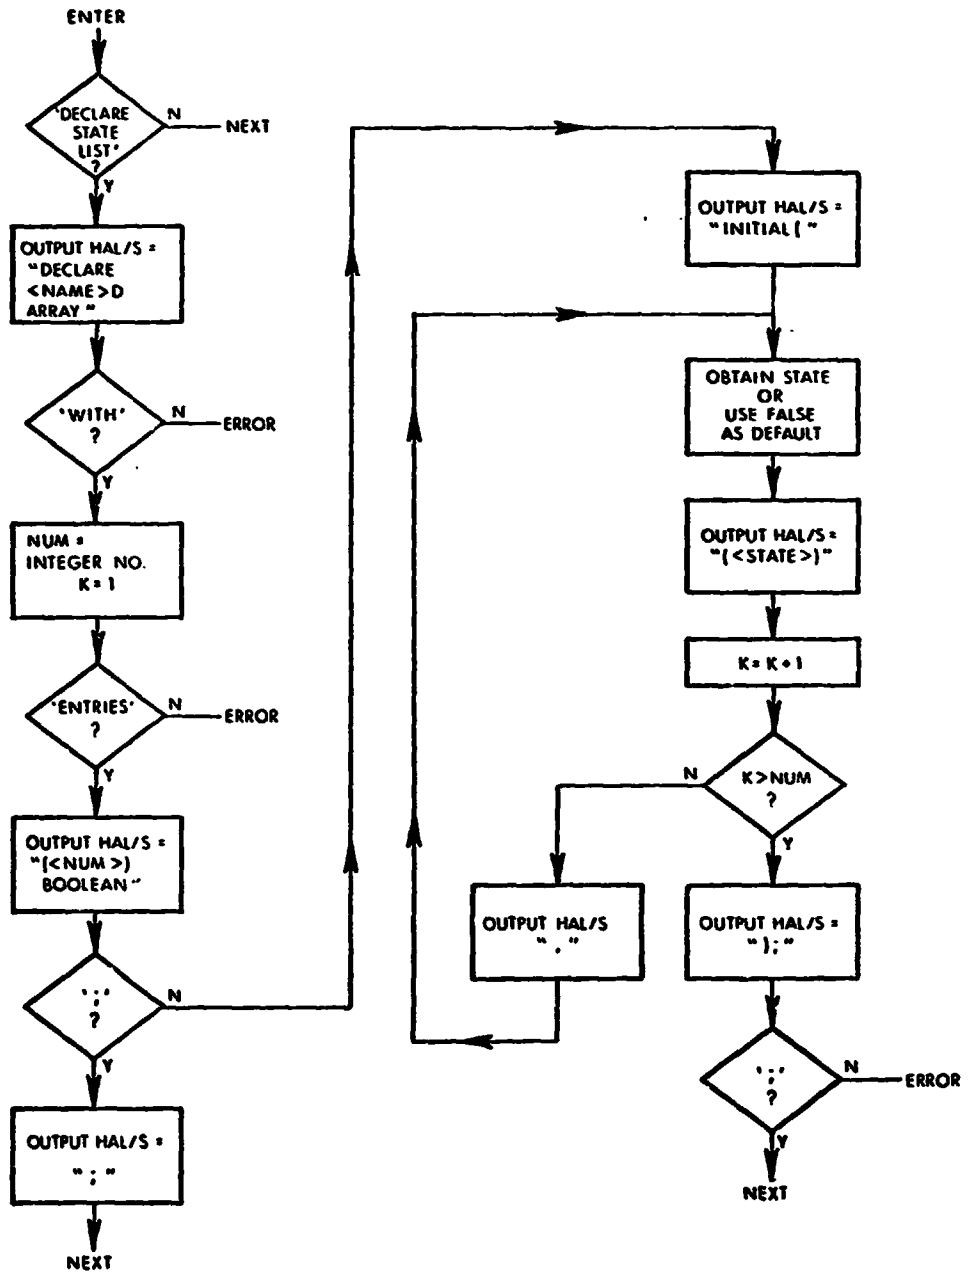 ENTER
'DECLARE
STATE
LIST'
?
N
NEXT
Y
OUTPUT HAL/S =
"DECLARE
<NAME>D
ARRAY"
'WITH'
?
N
ERROR
Y
NUM =
INTEGER NO.
K = 1
'ENTRIES'
?
N
ERROR
Y
OUTPUT HAL/S =
"(<NUM>)
BOOLEAN"
';'
?
N
Y
OUTPUT HAL/S =
" ; "
NEXT
OUTPUT HAL/S =
"INITIAL( "
OBTAIN STATE
OR
USE FALSE
AS DEFAULT
OUTPUT HAL/S =
"(<STATE>)"
K = K + 1
K>NUM
?
N
Y
OUTPUT HAL/S
" , "
OUTPUT HAL/S =
" ); "
';'
?
N
ERROR
Y
NEXT